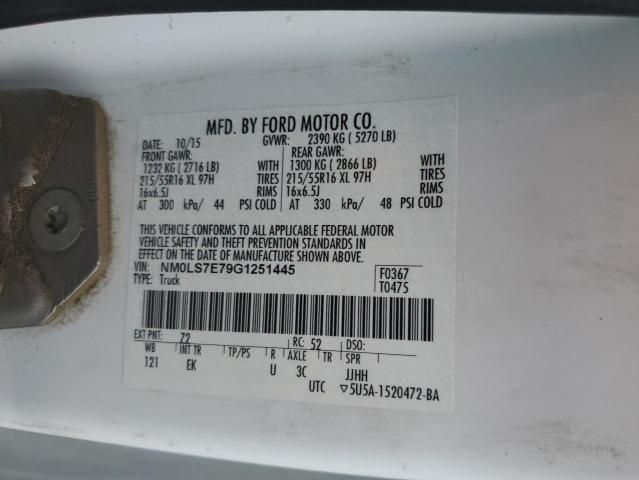 MFD. BY FORD MOTOR CO.
DATE: 10/15 GVWR: 2390 KG ( 5270 LB)
FRONT GAWR: REAR GAWR:
1232 KG ( 2716 LB) WITH 1300 KG ( 2866 LB) WITH
215/55R16 XL 97H TIRES 215/55R16 XL 97H TIRES
16x6.5J RIMS 16x6.5J RIMS
AT 300 kPa/ 44 PSI COLD AT 330 kPa/ 48 PSI COLD
THIS VEHICLE CONFORMS TO ALL APPLICABLE FEDERAL MOTOR
VEHICLE SAFETY AND THEFT PREVENTION STANDARDS IN
EFFECT ON THE DATE OF MANUFACTURE SHOWN ABOVE.
VIN: NM0LS7E79G1251445 F0367
TYPE: Truck T0475
EXT PNT: 72 RC: 52 DSO:
WB INT TR TP/PS R AXLE TR SPR
121 EK U 3C JJHH
UTC ▽5U5A-1520472-BA